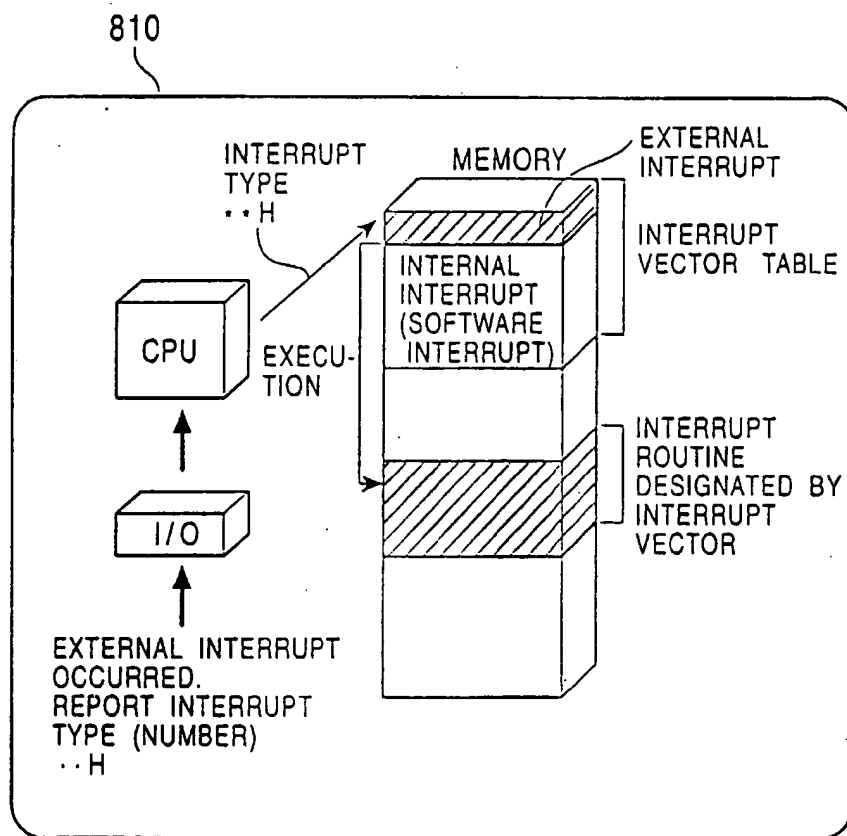 810
INTERRUPT
TYPE
••H
MEMORY
EXTERNAL
INTERRUPT
INTERRUPT
VECTOR TABLE
INTERNAL
INTERRUPT
(SOFTWARE
INTERRUPT)
CPU
EXECU-
TION
INTERRUPT
ROUTINE
DESIGNATED BY
INTERRUPT
VECTOR
I/O
EXTERNAL INTERRUPT
OCCURRED.
REPORT INTERRUPT
TYPE (NUMBER)
••H